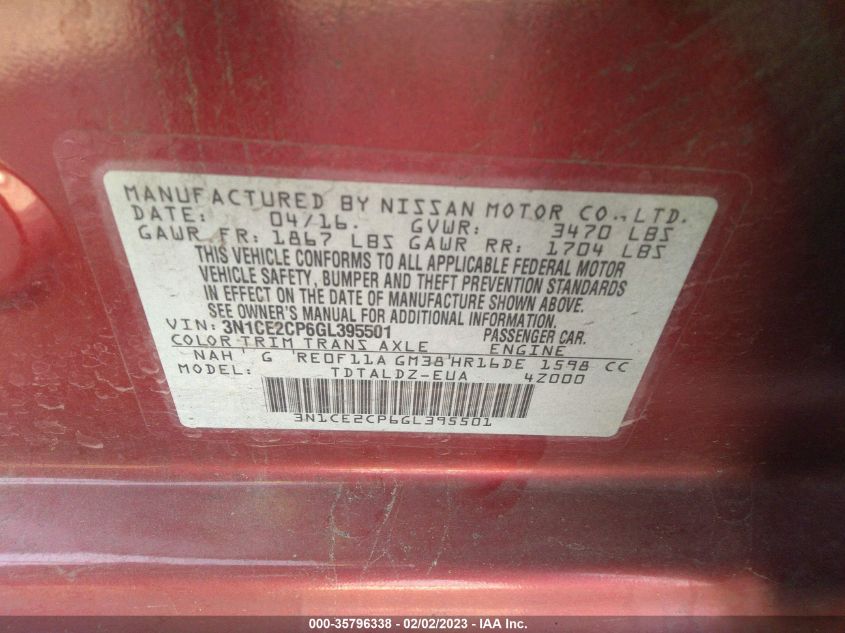 MANUFACTURED BY NISSAN MOTOR CO., LTD.
DATE: 04/16. GVWR: 3470 LBS
GAWR FR: 1867 LBS GAWR RR: 1704 LBS
THIS VEHICLE CONFORMS TO ALL APPLICABLE FEDERAL MOTOR
VEHICLE SAFETY, BUMPER AND THEFT PREVENTION STANDARDS
IN EFFECT ON THE DATE OF MANUFACTURE SHOWN ABOVE.
SEE OWNER'S MANUAL FOR ADDITIONAL INFORMATION.
VIN: 3N1CE2CP6GL395501 PASSENGER CAR.
COLOR TRIM TRANS AXLE ENGINE
NAH' G 'RE0F11A GM38'HR16DE 1598 CC
MODEL: TDTALDZ-EUA 4Z000
3N1CE2CP6GL395501
000-35796338 - 02/02/2023 - IAA Inc.